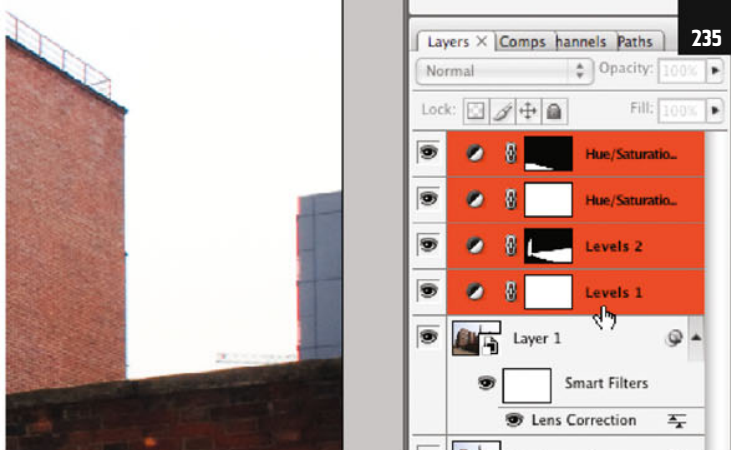 235
Layers × Comps hannels Paths
Normal Opacity: 100%
Lock: Fill: 100%
Hue/Saturatio...
Hue/Saturatio...
Levels 2
Levels 1
Layer 1
Smart Filters
Lens Correction